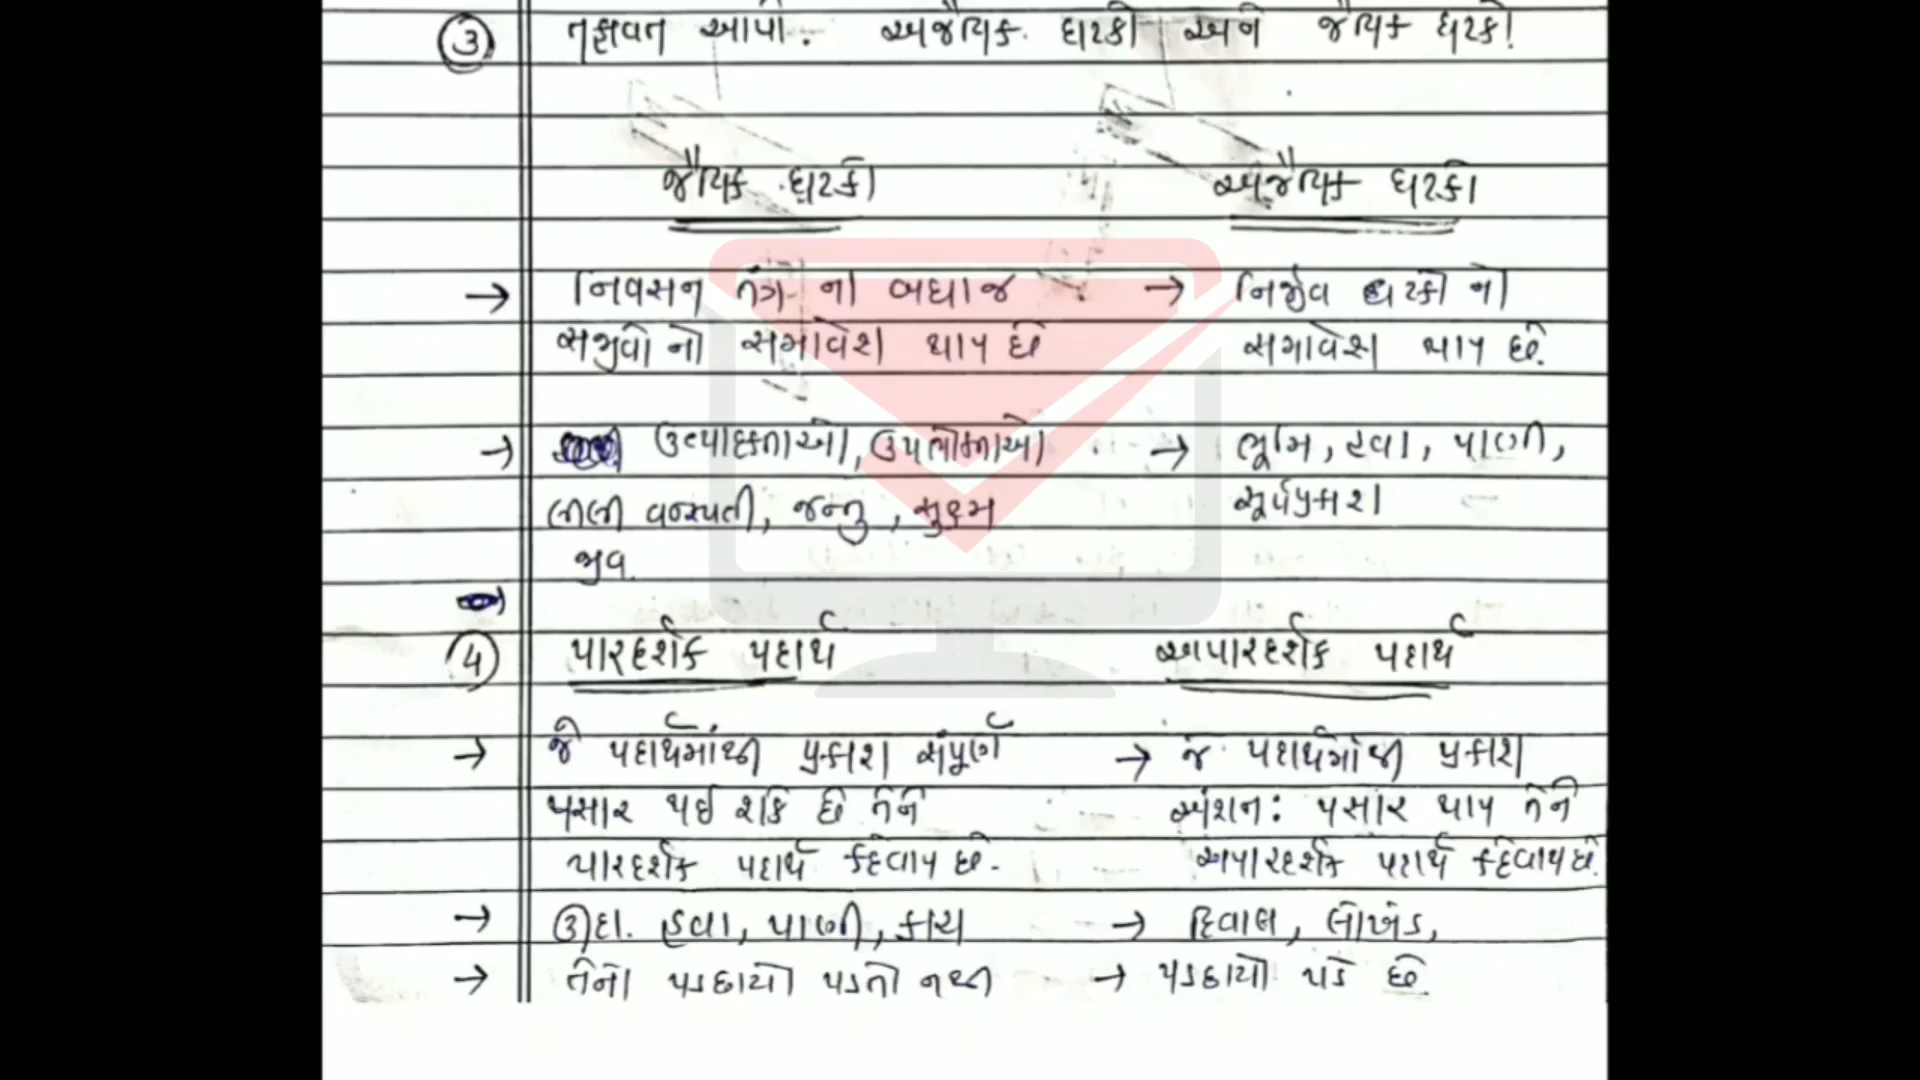 ③ તફાવત આપો. અજૈવિક ઘટકો અને જૈવિક ઘટકો
જૈવિક ઘટકો અજૈવિક ઘટકો
→ નિવસન તંત્ર ના બધાજ → નિર્જીવ ઘટકો નો
સજીવો નો સમાવેશ થાય છે સમાવેશ થાય છે.
→ ઉત્પાદકતાઓ, ઉપભોકતાઓ → ભૂમિ, હવા, પાણી,
લીલી વનસ્પતી, જન્તુ, સુક્ષ્મ સૂર્યપ્રકાશ
જીવ.
④ પારદર્શક પદાર્થ અપારદર્શક પદાર્થ
→ જે પદાર્થમાંથી પ્રકાશ સંપૂર્ણ → જે પદાર્થમાંથી પ્રકાશ
પસાર થઇ શકે છે તેને અંશન: પસાર થાય તેને
પારદર્શક પદાર્થ કહેવાય છે. અપારદર્શક પદાર્થ કહેવાય છે.
→ ઉદા. હવા, પાણી, કાચ → દિવાલ, લોખંડ,
→ તેનો પડછાયો પડતો નથી → પડછાયો પડે છે